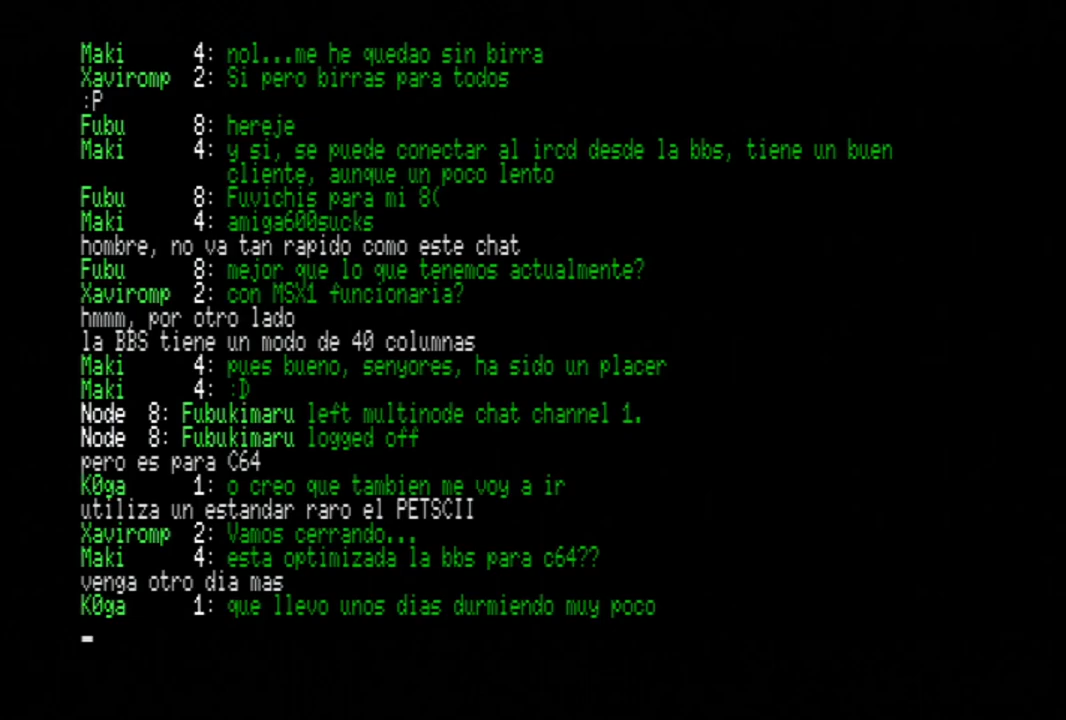 Maki 4: nol...me he quedao sin birra
Xaviromp 2: Si pero birras para todos
:P
Fubu 8: hereje
Maki 4: y si, se puede conectar al ircd desde la bbs, tiene un buen
cliente, aunque un poco lento
Fubu 8: Fuvichis para mi 8(
Maki 4: amiga600sucks
hombre, no va tan rapido como este chat
Fubu 8: mejor que lo que tenemos actualmente?
Xaviromp 2: con MSX1 funcionaria?
hmmm, por otro lado
la BBS tiene un modo de 40 columnas
Maki 4: pues bueno, senyores, ha sido un placer
Maki 4: :D
Node 8: Fubukimaru left multinode chat channel 1.
Node 8: Fubukimaru logged off
pero es para C64
K0ga 1: o creo que tambien me voy a ir
utiliza un estandar raro el PETSCII
Xaviromp 2: Vamos cerrando...
Maki 4: esta optimizada la bbs para c64??
venga otro dia mas
K0ga 1: que llevo unos dias durmiendo muy poco